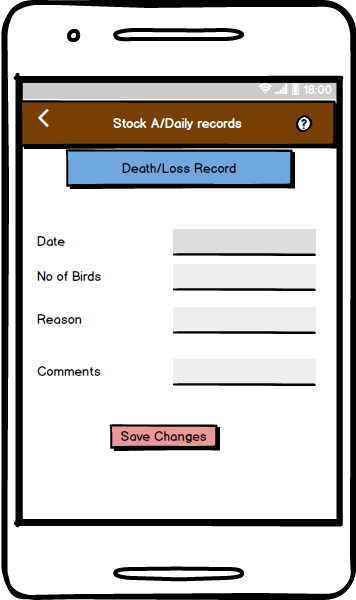 18:00
Stock A/Daily records
?
Death/Loss Record
Date
No of Birds
Reason
Comments
Save Changes